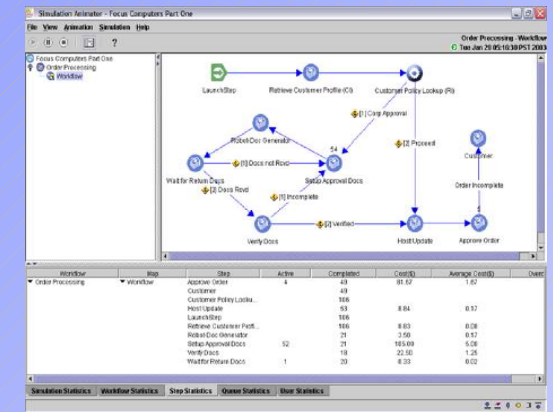 Simulation Animator - Focus Computers Part One
File View Animation Simulation Help
?
Order Processing - Workflow
Tue Jan 28 05:16:30 PST 2003
Focus Computers Part One
Order Processing
Workflow
LaunchStep
Retrieve Customer Profile (CI)
Customer Policy Lookup (RI)
[1] Corp Approval
Robot-Doc Generator
54
[2] Proceed
Customer
[1] Docs not Rcvd
Wait for Return Docs
Setup Approval Docs
[2] Docs Rcvd
[1] Incomplete
Order Incomplete
[2] Verified
Verify Docs
Host Update
Approve Order
Workflow Map Step Active Completed Cost($) Average Cost($)
Order Processing Workflow Approve Order 4 49 81.67 1.67
Customer 49
Customer Policy Looku... 106
Host Update 53 8.84 0.17
LaunchStep 106
Retrieve Customer Profi... 106 8.83 0.08
Robot-Doc Generator 21 3.50 0.17
Setup Approval Docs 52 21 105.00 5.00
Verify Docs 18 22.50 1.25
Wait for Return Docs 1 20 0.33 0.02
Simulation Statistics Workflow Statistics Step Statistics Queue Statistics User Statistics